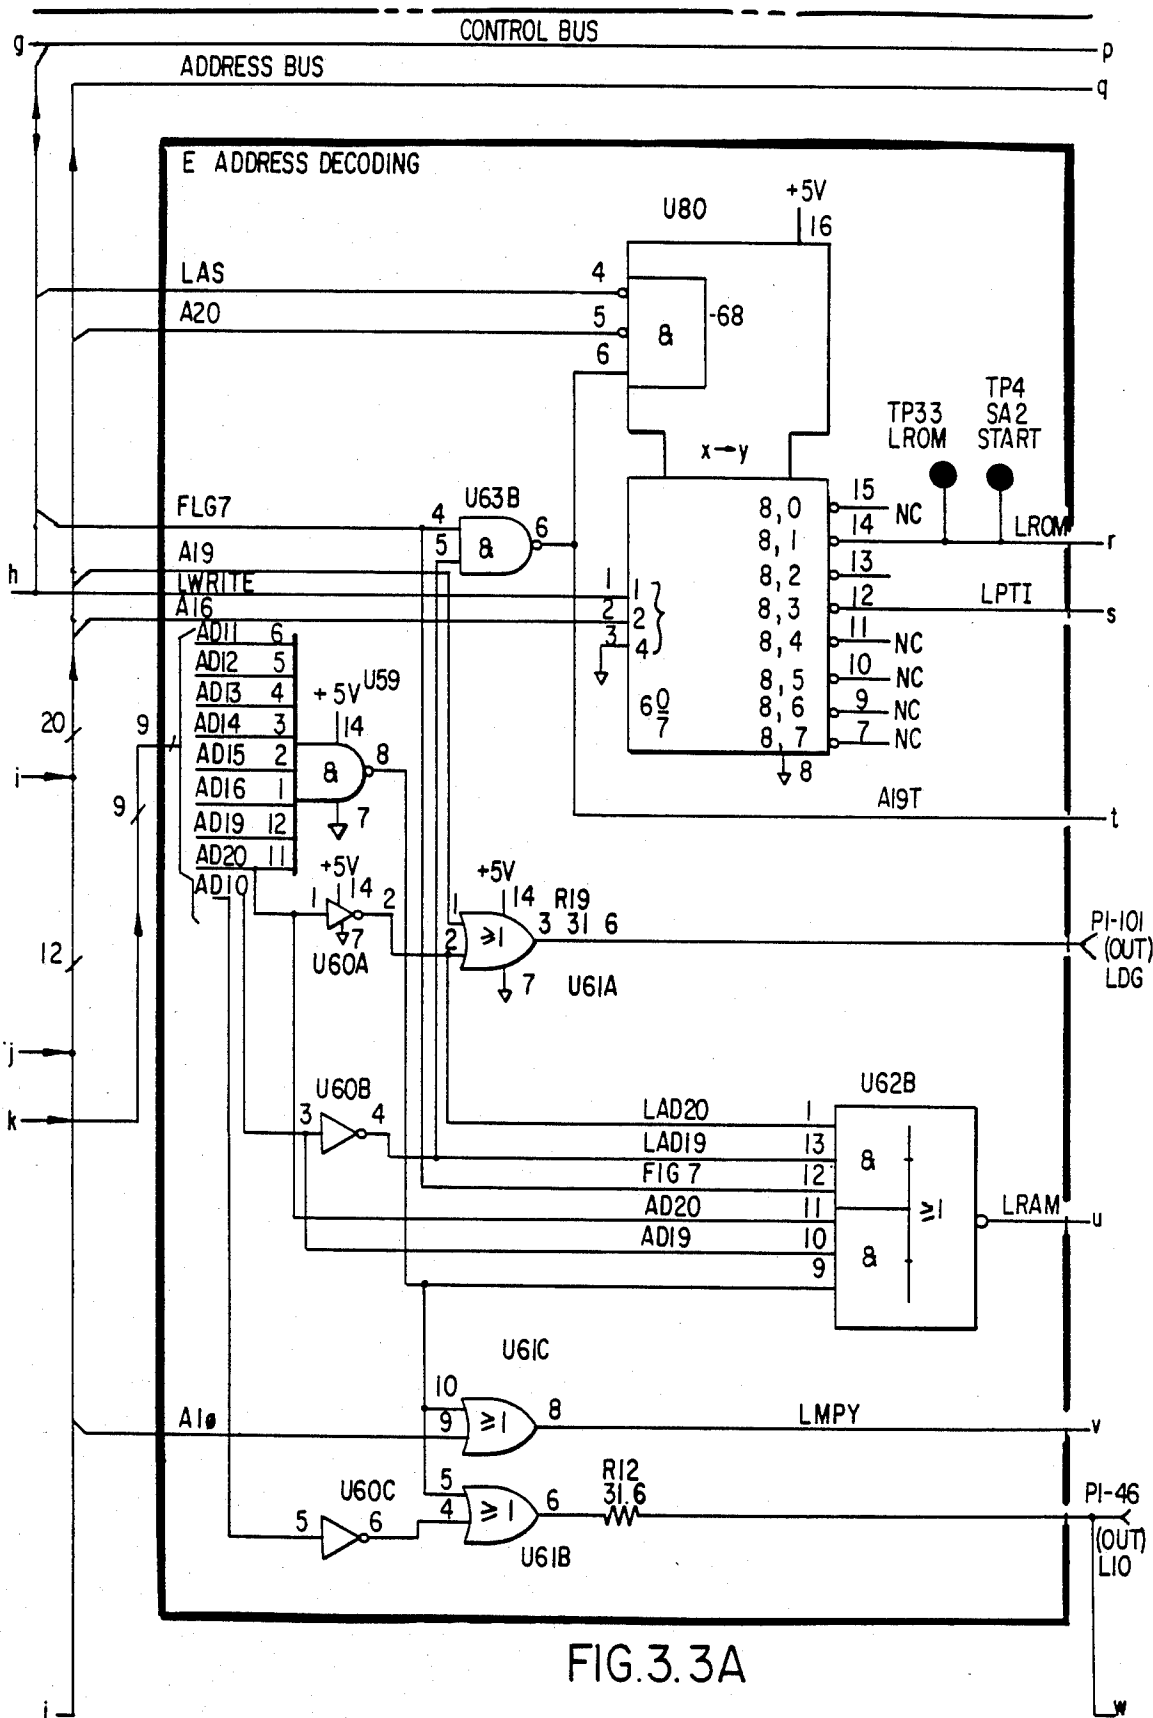 CONTROL BUS
g
p
ADDRESS BUS
q
E ADDRESS DECODING
+5V
U80
16
LAS
4
A20
5
-68
&
6
TP4
TP33
SA2
LROM
START
x→y
U63B
8,0
15
NC
FLG7
4
6
8,1
14
LROM
r
5
&
A19
8,2
13
h
LWRITE
1
1
8,3
12
LPTI
s
A16
2
2
AD11
6
3
4
8,4
11
NC
AD12
5
U59
8,5
10
NC
AD13
4
+5V
6 0/7
8,6
9
NC
20
9
AD14
3
14
8,7
7
NC
AD15
2
&
8
8
i
AD16
1
A19T
9
7
t
AD19
12
AD20
11
+5V
AD10
1
14
2
+5V
14
R19
1
3
31 6
P1-101
7
2
≥1
(OUT)
12
U60A
7
U61A
LDG
j
U60B
U62B
k
3
4
LAD20
1
LAD19
13
&
FIG 7
12
AD20
11
≥1
LRAM
u
AD19
10
&
9
U61C
10
A10
9
≥1
8
LMPY
v
R12
5
31.6
U60C
4
≥1
6
P1-46
5
6
(OUT)
U61B
LIO
FIG.3.3A
i
w